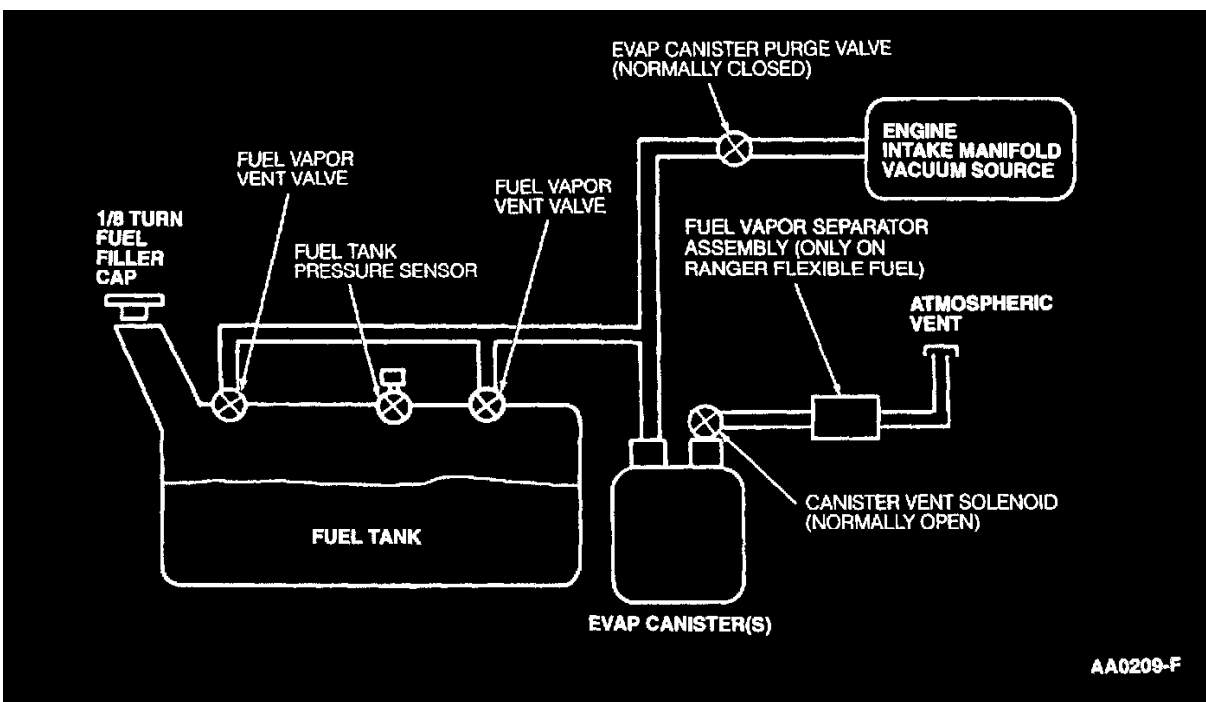 EVAP CANISTER PURGE VALVE
(NORMALLY CLOSED)
ENGINE
INTAKE MANIFOLD
VACUUM SOURCE
FUEL VAPOR
VENT VALVE
FUEL VAPOR
VENT VALVE
1/8 TURN
FUEL
FILLER
CAP
FUEL TANK
PRESSURE SENSOR
FUEL VAPOR SEPARATOR
ASSEMBLY (ONLY ON
RANGER FLEXIBLE FUEL)
ATMOSPHERIC
VENT
CANISTER VENT SOLENOID
(NORMALLY OPEN)
FUEL TANK
EVAP CANISTER(S)
AA0209-F